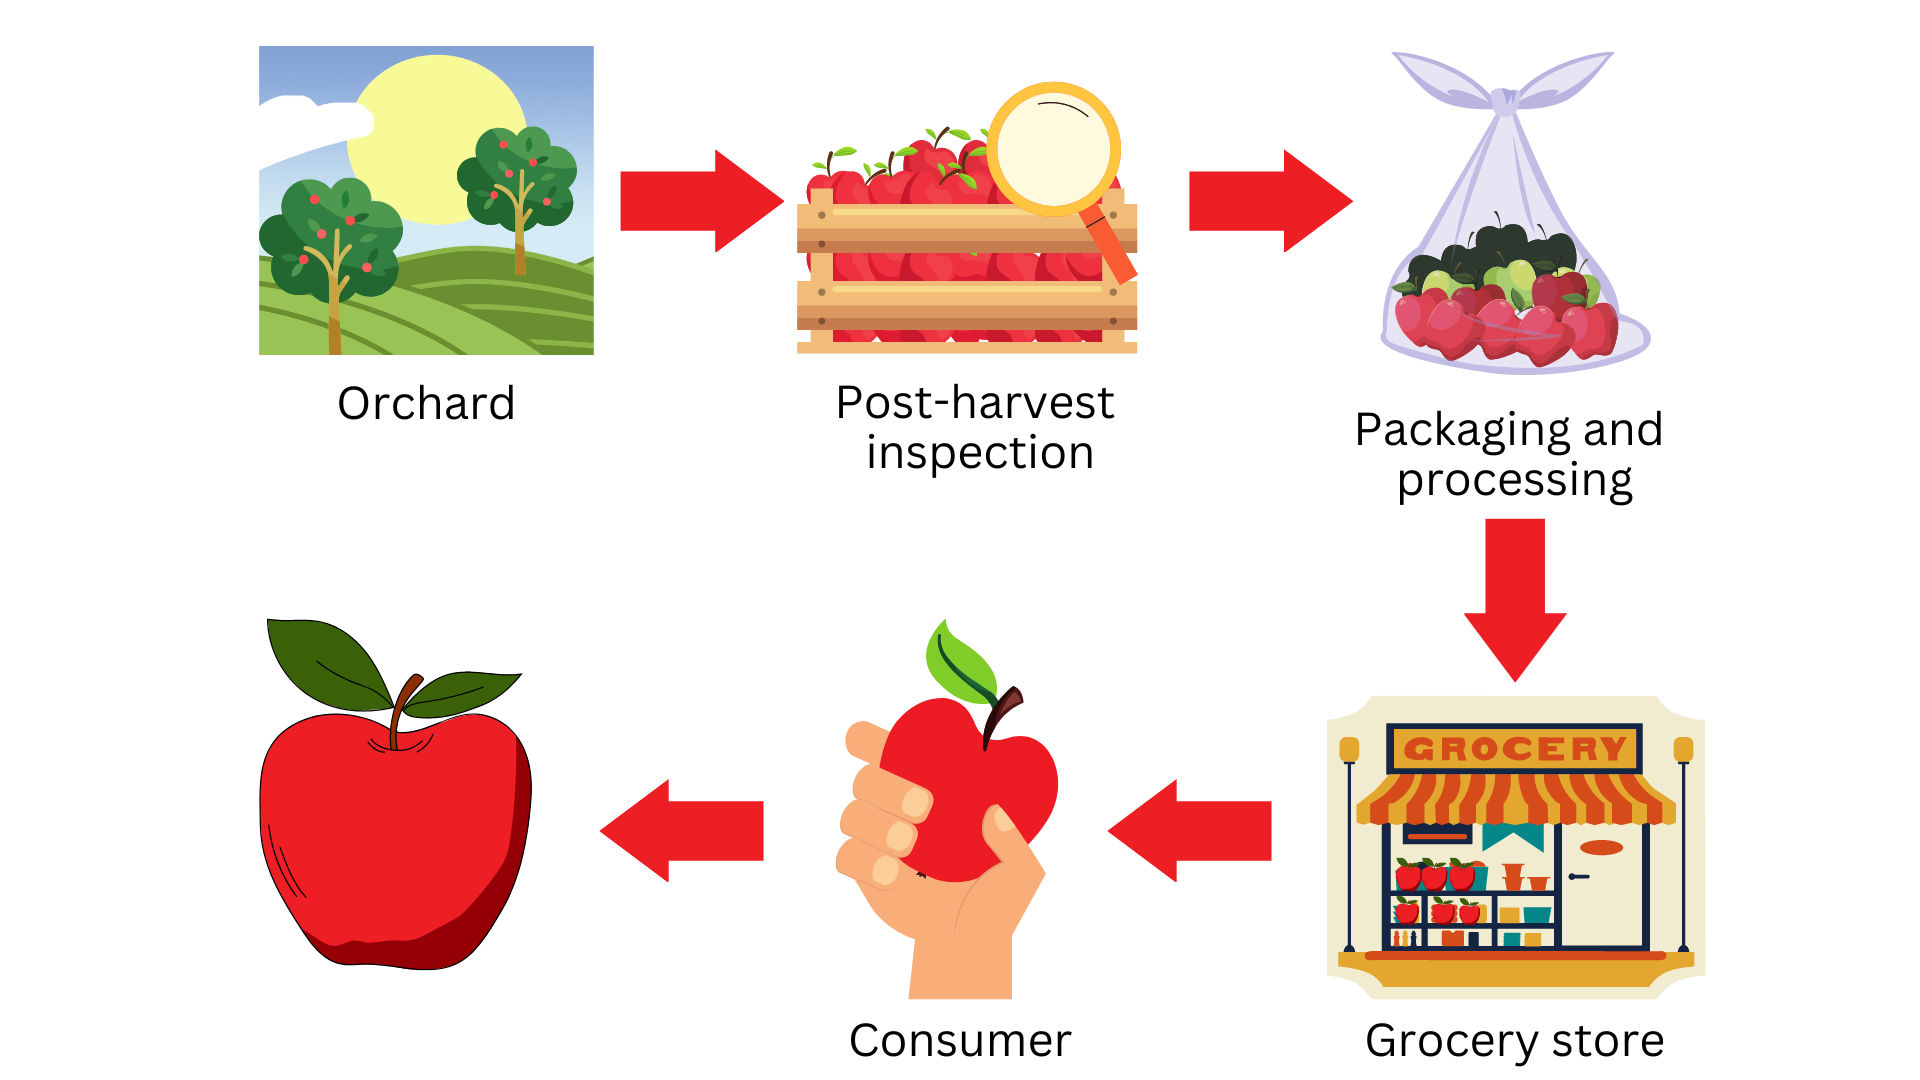 Orchard
Post-harvest
inspection
Packaging and
processing
GROCERY
Consumer
Grocery store